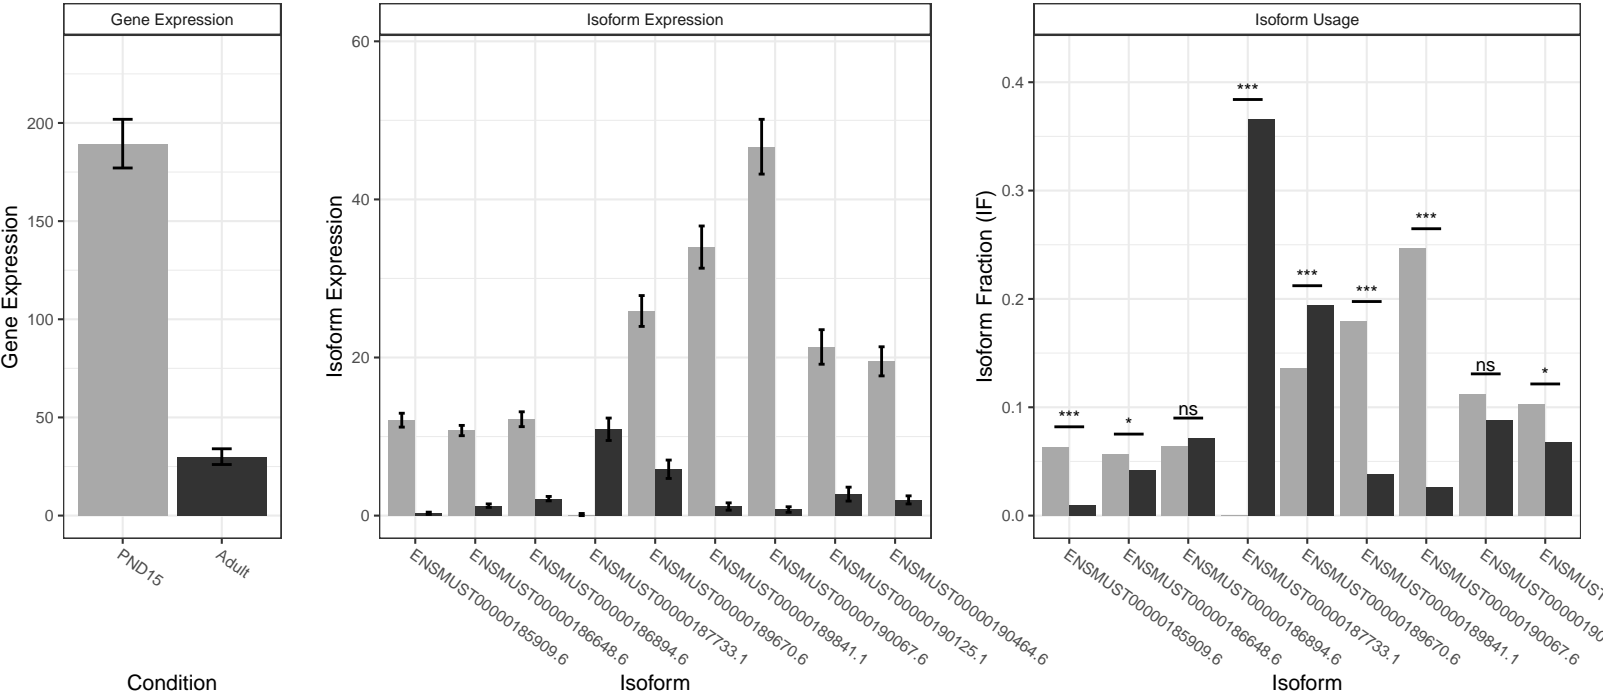 Gene Expression
Gene Expression
0
50
100
150
200
PND15
Adult
Condition
Isoform Expression
Isoform Expression
0
20
40
60
ENSMUST00000185909.6
ENSMUST00000186648.6
ENSMUST00000186894.6
ENSMUST00000187733.1
ENSMUST00000189670.6
ENSMUST00000189841.1
ENSMUST00000190067.6
ENSMUST00000190125.1
ENSMUST00000190464.6
Isoform
Isoform Usage
Isoform Fraction (IF)
0.0
0.1
0.2
0.3
0.4
***
*
ns
***
***
***
***
ns
*
ENSMUST00000185909.6
ENSMUST00000186648.6
ENSMUST00000186894.6
ENSMUST00000187733.1
ENSMUST00000189670.6
ENSMUST00000189841.1
ENSMUST00000190067.6
Isoform